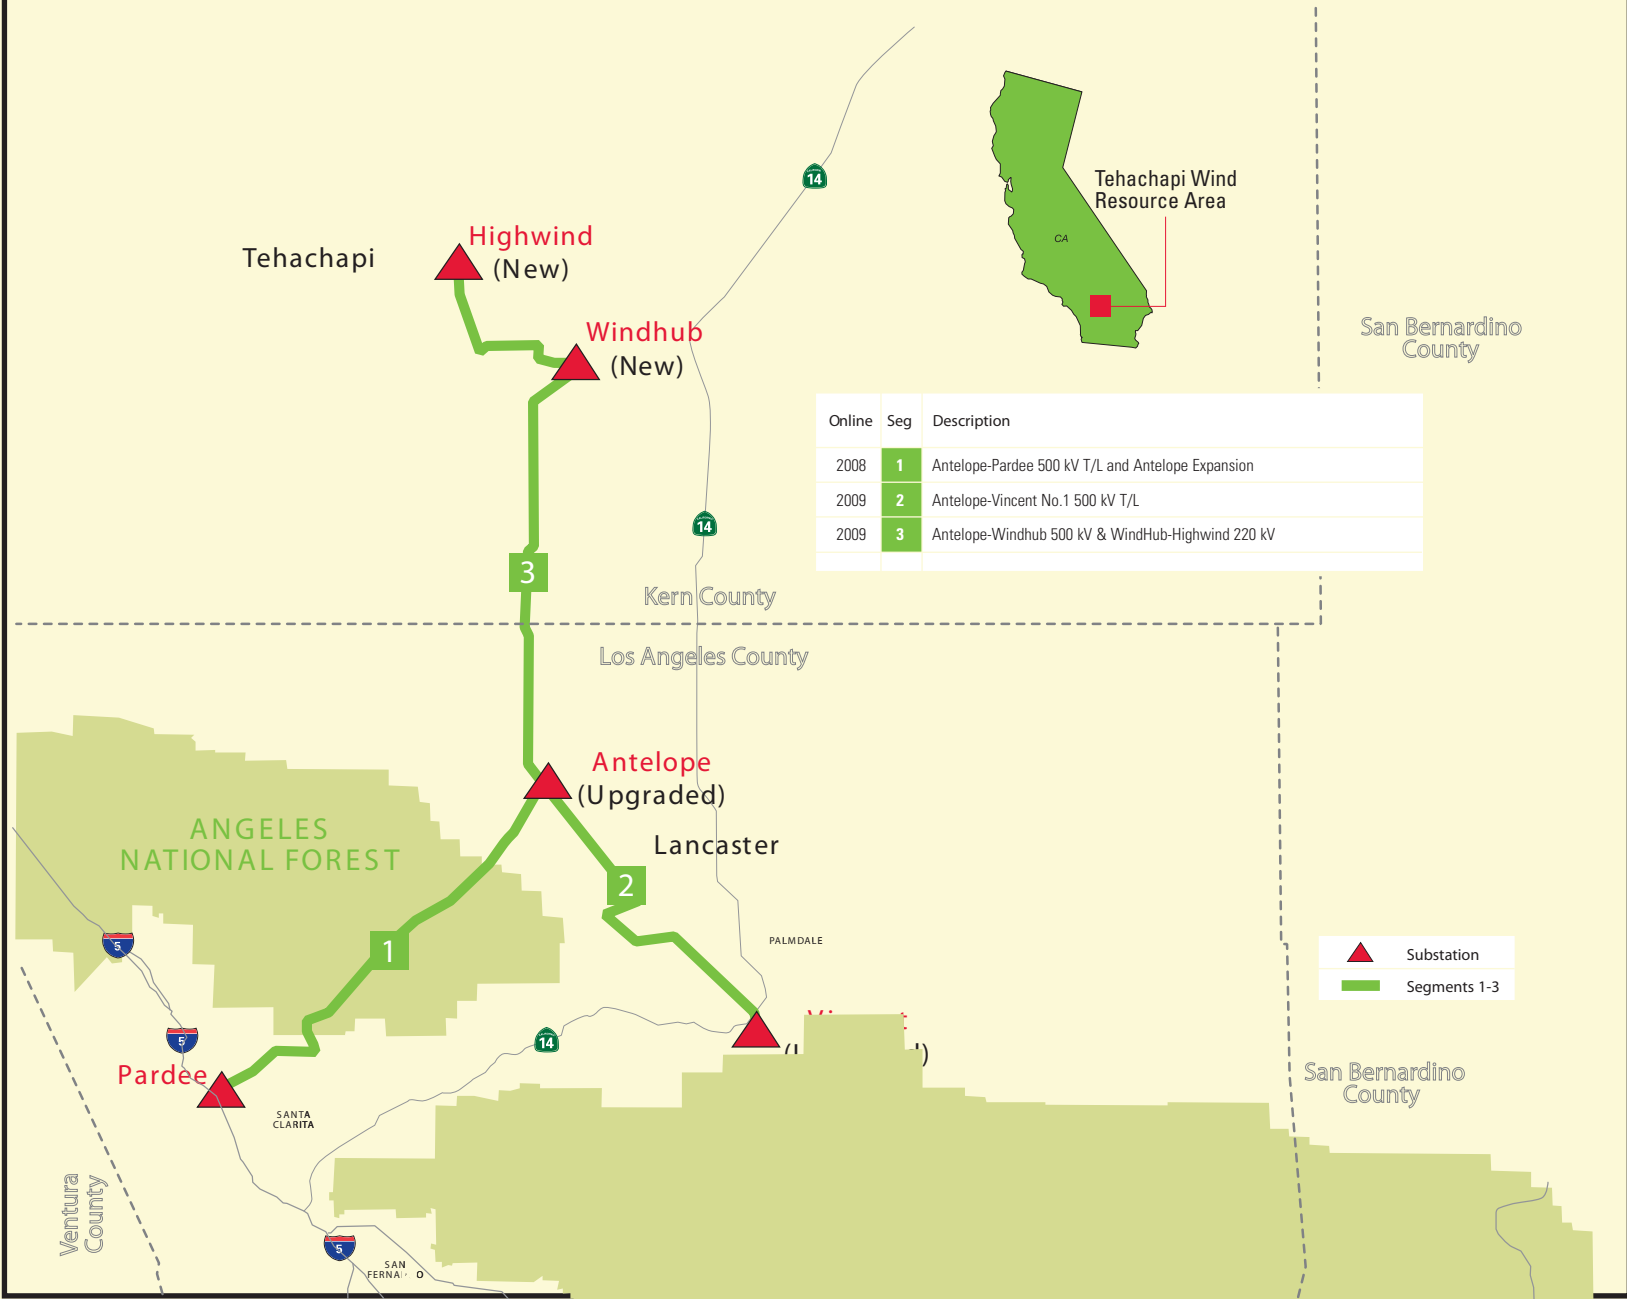 14
Tehachapi Wind
Resource Area
CA
Highwind
(New)
Tehachapi
Windhub
(New)
San Bernardino
County
Online Seg Description
2008 1 Antelope-Pardee 500 kV T/L and Antelope Expansion
2009 2 Antelope-Vincent No.1 500 kV T/L
2009 3 Antelope-Windhub 500 kV & WindHub-Highwind 220 kV
14
3
Kern County
Los Angeles County
Antelope
(Upgraded)
ANGELES
NATIONAL FOREST
Lancaster
2
1
PALMDALE
5
Substation
Segments 1-3
5
14
Pardee
San Bernardino
County
SANTA
CLARITA
Ventura
County
5
SAN